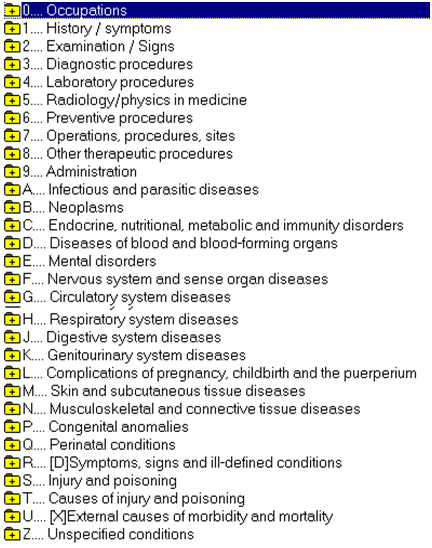 0.... Occupations
1.... History / symptoms
2.... Examination / Signs
3.... Diagnostic procedures
4.... Laboratory procedures
5.... Radiology/physics in medicine
6.... Preventive procedures
7.... Operations, procedures, sites
8.... Other therapeutic procedures
9.... Administration
A.... Infectious and parasitic diseases
B.... Neoplasms
C.... Endocrine, nutritional, metabolic and immunity disorders
D.... Diseases of blood and blood-forming organs
E.... Mental disorders
F.... Nervous system and sense organ diseases
G.... Circulatory system diseases
H.... Respiratory system diseases
J.... Digestive system diseases
K.... Genitourinary system diseases
L.... Complications of pregnancy, childbirth and the puerperium
M.... Skin and subcutaneous tissue diseases
N.... Musculoskeletal and connective tissue diseases
P.... Congenital anomalies
Q.... Perinatal conditions
R.... [D]Symptoms, signs and ill-defined conditions
S.... Injury and poisoning
T.... Causes of injury and poisoning
U.... [X]External causes of morbidity and mortality
Z.... Unspecified conditions